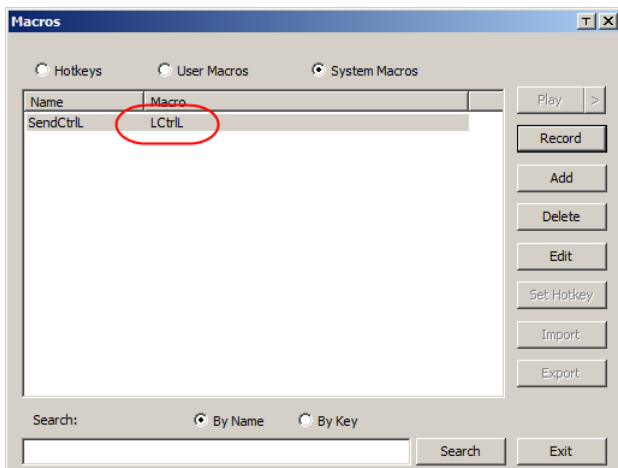 Macros
Hotkeys User Macros System Macros
Name Macro
SendCtrlL LCtrlL
Play >
Record
Add
Delete
Edit
Set Hotkey
Import
Export
Search: By Name By Key
Search Exit